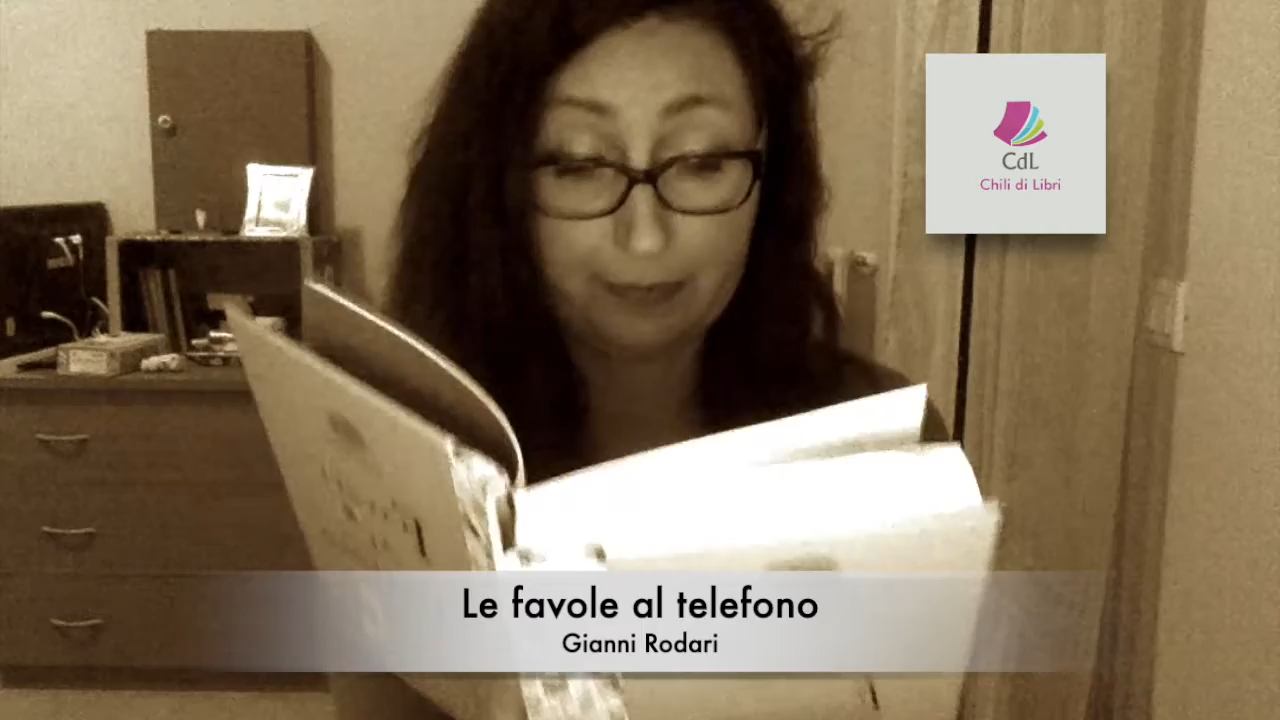 CdL
Chili di Libri
Le favole al telefono
Gianni Rodari